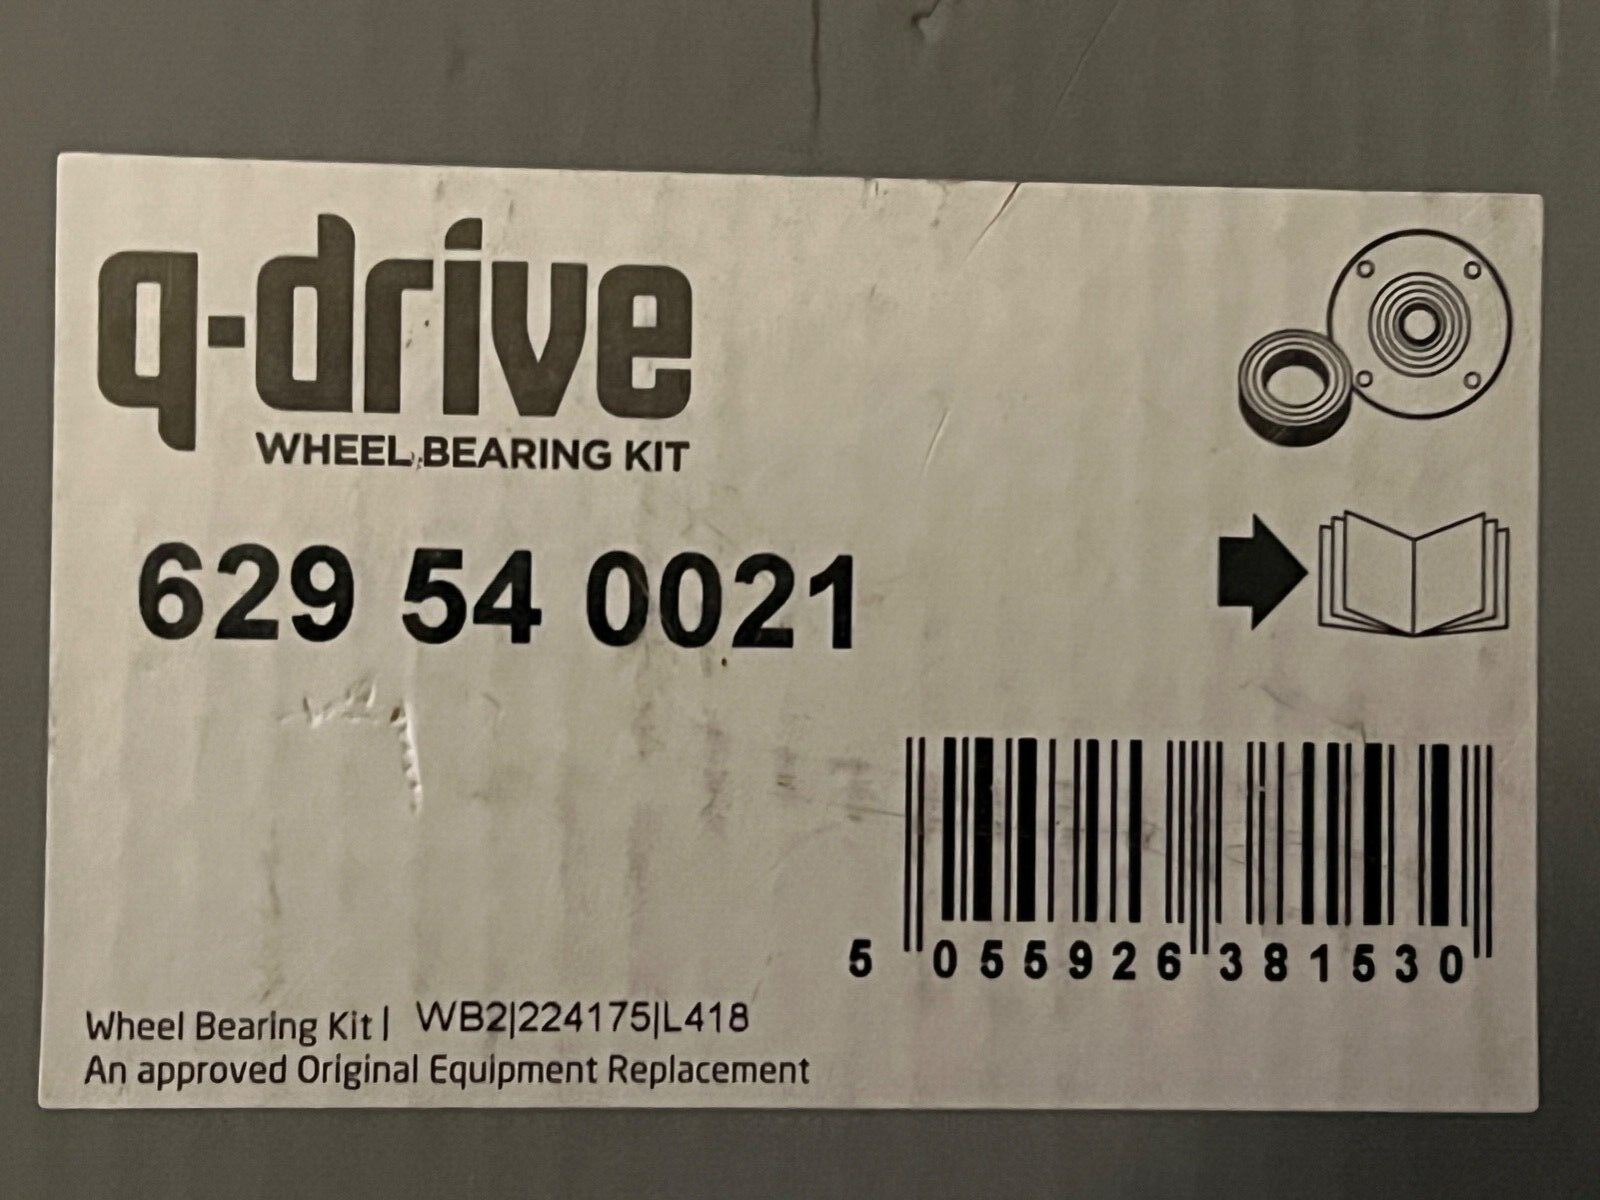 q-drive
WHEEL BEARING KIT
629 54 0021
5 055926 381530
Wheel Bearing Kit | WB2|224175|L418
An approved Original Equipment Replacement